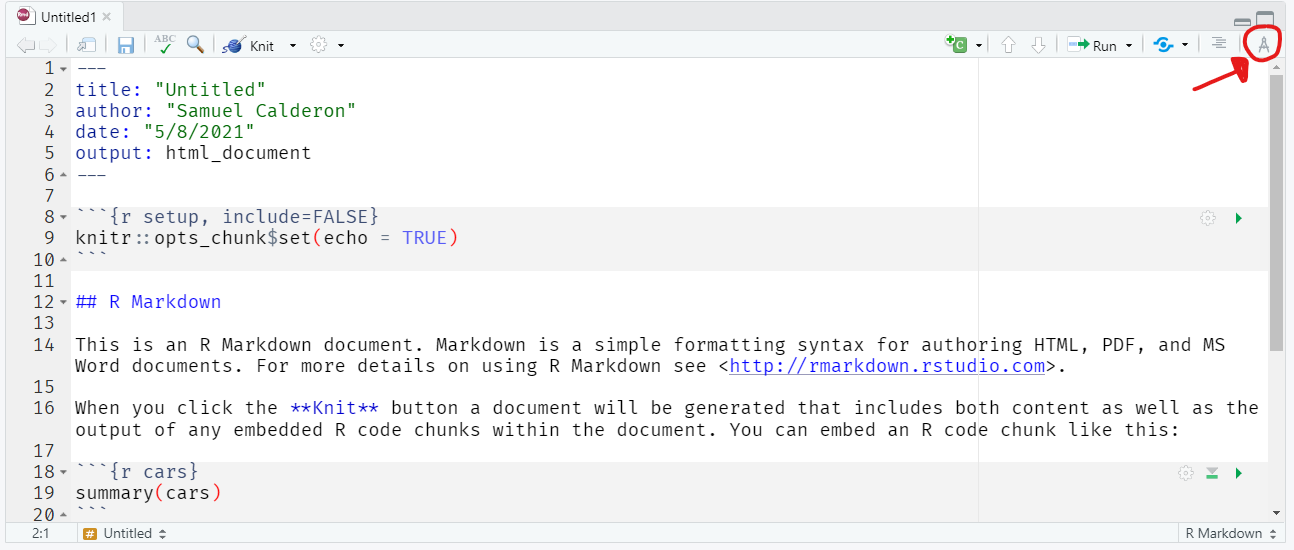 Untitled1
ABC
Knit
C
Run
1 ---
2 title: "Untitled"
3 author: "Samuel Calderon"
4 date: "5/8/2021"
5 output: html_document
6 ---
7
8 ```{r setup, include=FALSE}
9 knitr::opts_chunk$set(echo = TRUE)
10 ```
11
12 ## R Markdown
13
14 This is an R Markdown document. Markdown is a simple formatting syntax for authoring HTML, PDF, and MS
Word documents. For more details on using R Markdown see <http://rmarkdown.rstudio.com>.
15
16 When you click the **Knit** button a document will be generated that includes both content as well as the
output of any embedded R code chunks within the document. You can embed an R code chunk like this:
17
18 ```{r cars}
19 summary(cars)
20 ```
2:1 # Untitled R Markdown